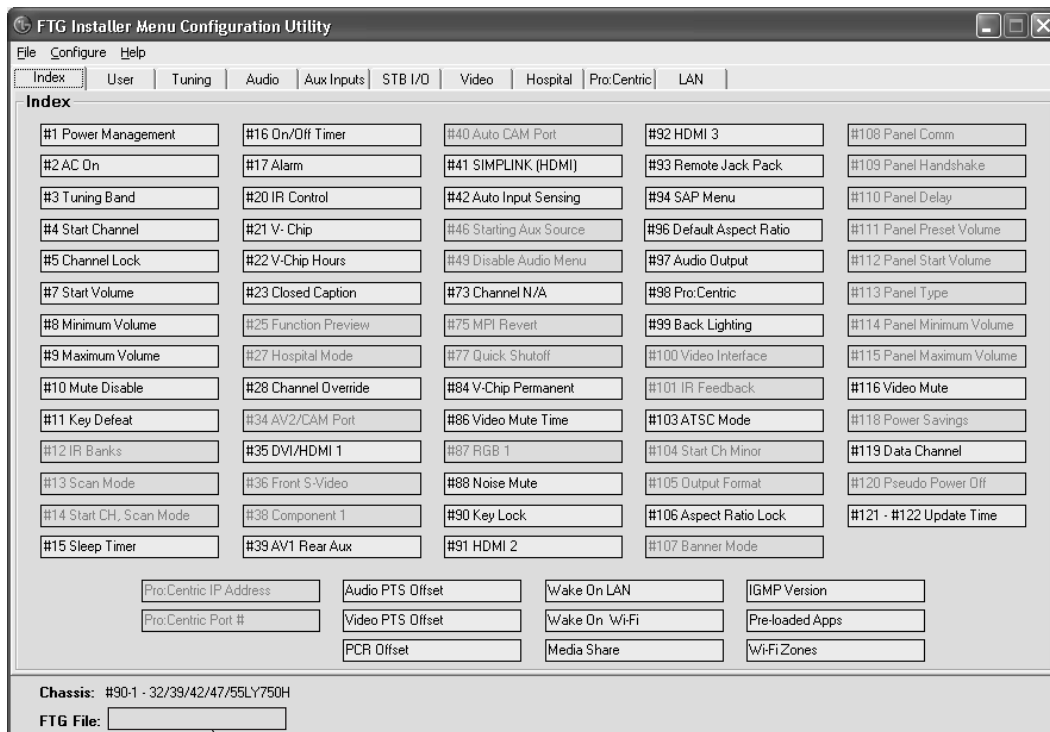 FTG Installer Menu Configuration Utility
File Configure Help
Index User Tuning Audio Aux Inputs STB I/O Video Hospital Pro:Centric LAN
Index
#1 Power Management #16 On/Off Timer #40 Auto CAM Port #92 HDMI 3 #108 Panel Comm
#2 AC On #17 Alarm #41 SIMPLINK (HDMI) #93 Remote Jack Pack #109 Panel Handshake
#3 Tuning Band #20 IR Control #42 Auto Input Sensing #94 SAP Menu #110 Panel Delay
#4 Start Channel #21 V- Chip #46 Starting Aux Source #96 Default Aspect Ratio #111 Panel Preset Volume
#5 Channel Lock #22 V-Chip Hours #49 Disable Audio Menu #97 Audio Output #112 Panel Start Volume
#7 Start Volume #23 Closed Caption #73 Channel N/A #98 Pro:Centric #113 Panel Type
#8 Minimum Volume #25 Function Preview #75 MPI Revert #99 Back Lighting #114 Panel Minimum Volume
#9 Maximum Volume #27 Hospital Mode #77 Quick Shutoff #100 Video Interface #115 Panel Maximum Volume
#10 Mute Disable #28 Channel Override #84 V-Chip Permanent #101 IR Feedback #116 Video Mute
#11 Key Defeat #34 AV2/CAM Port #86 Video Mute Time #103 ATSC Mode #118 Power Savings
#12 IR Banks #35 DVI/HDMI 1 #87 RGB 1 #104 Start Ch Minor #119 Data Channel
#13 Scan Mode #36 Front S-Video #88 Noise Mute #105 Output Format #120 Pseudo Power Off
#14 Start CH, Scan Mode #38 Component 1 #90 Key Lock #106 Aspect Ratio Lock #121 - #122 Update Time
#15 Sleep Timer #39 AV1 Rear Aux #91 HDMI 2 #107 Banner Mode
Pro:Centric IP Address Audio PTS Offset Wake On LAN IGMP Version
Pro:Centric Port # Video PTS Offset Wake On Wi-Fi Pre-loaded Apps
PCR Offset Media Share Wi-Fi Zones
Chassis: #90-1 - 32/39/42/47/55LY750H
FTG File: